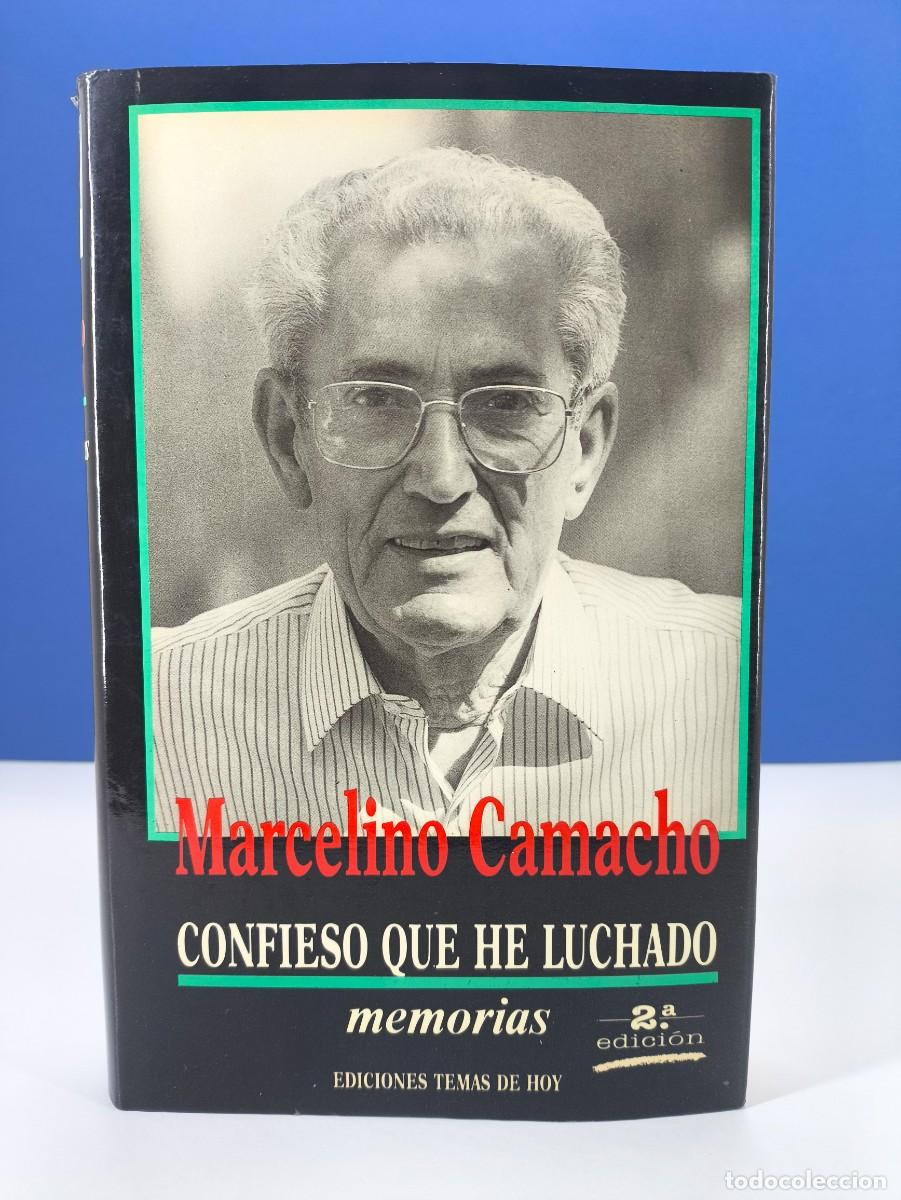 Marcelino Camacho
CONFIESO QUE HE LUCHADO
memorias
2.ª
edición
EDICIONES TEMAS DE HOY
todocoleccion